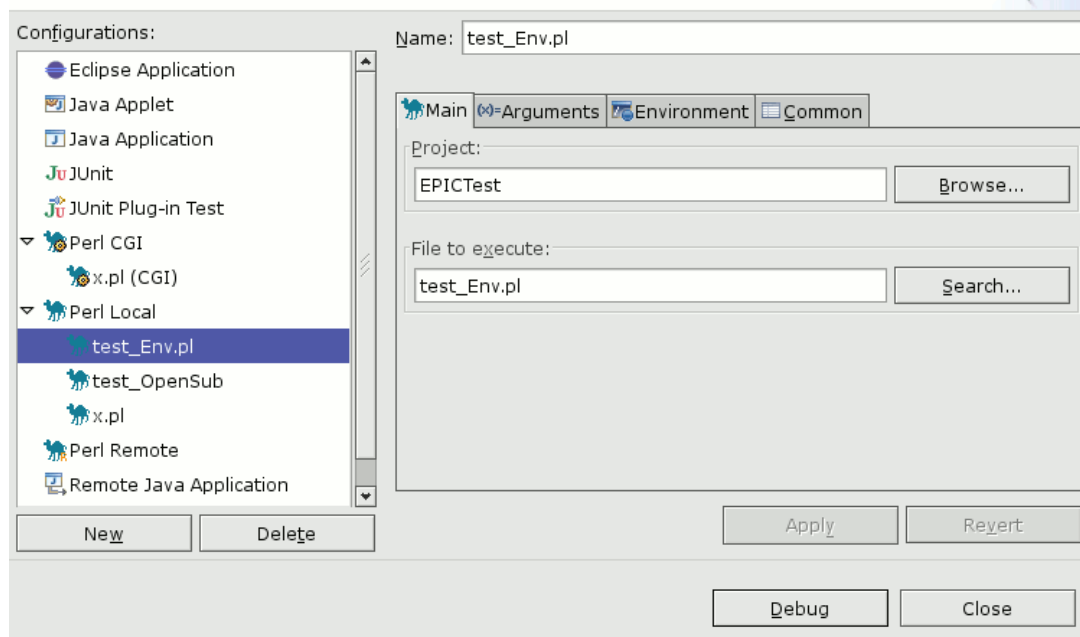 Configurations:
Eclipse Application
Java Applet
Java Application
JUnit
JUnit Plug-in Test
Perl CGI
x.pl (CGI)
Perl Local
test_Env.pl
test_OpenSub
x.pl
Perl Remote
Remote Java Application
New Delete
Name: test_Env.pl
Main (x)=Arguments Environment Common
Project:
EPICTest Browse...
File to execute:
test_Env.pl Search...
Apply Revert
Debug Close